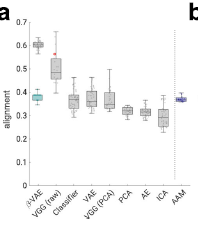 a
b
0.7
0.6
0.5
0.4
0.3
0.2
0.1
0
alignment
β-VAE
VGG (raw)
Classifier
VAE
VGG (PCA)
PCA
AE
ICA
AAM